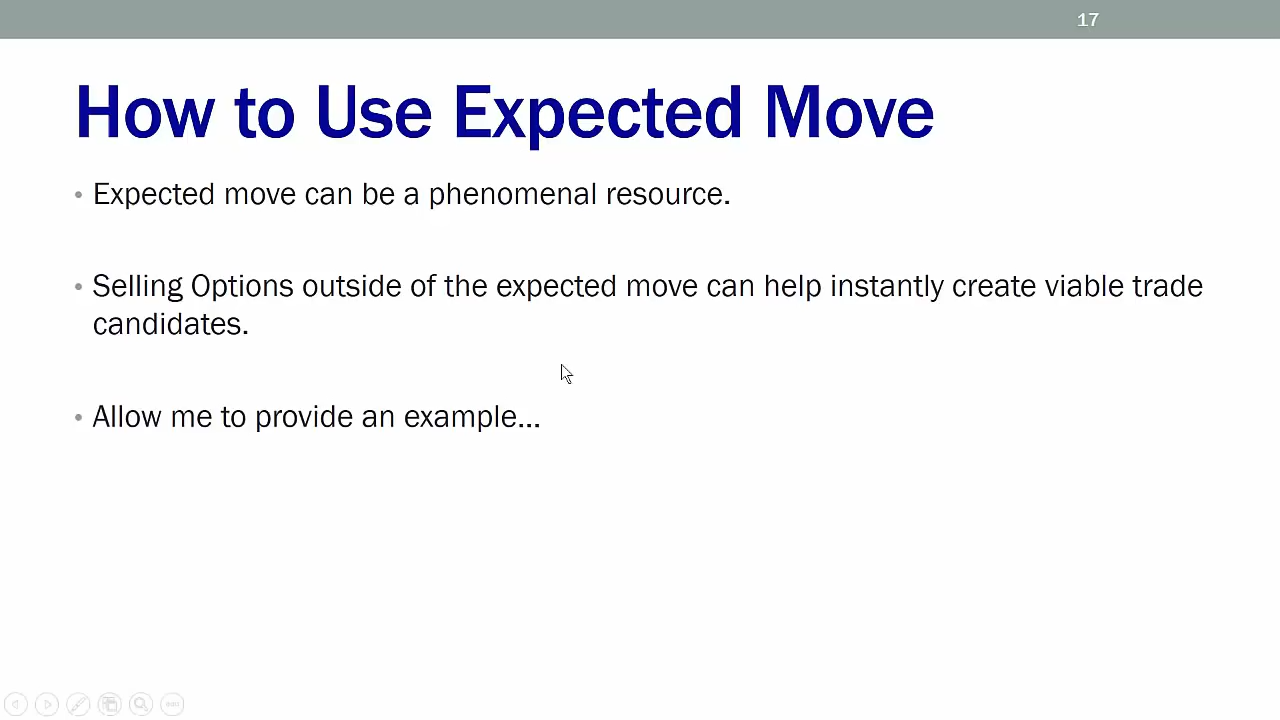 17
How to Use Expected Move
• Expected move can be a phenomenal resource.
• Selling Options outside of the expected move can help instantly create viable trade
candidates.
• Allow me to provide an example...